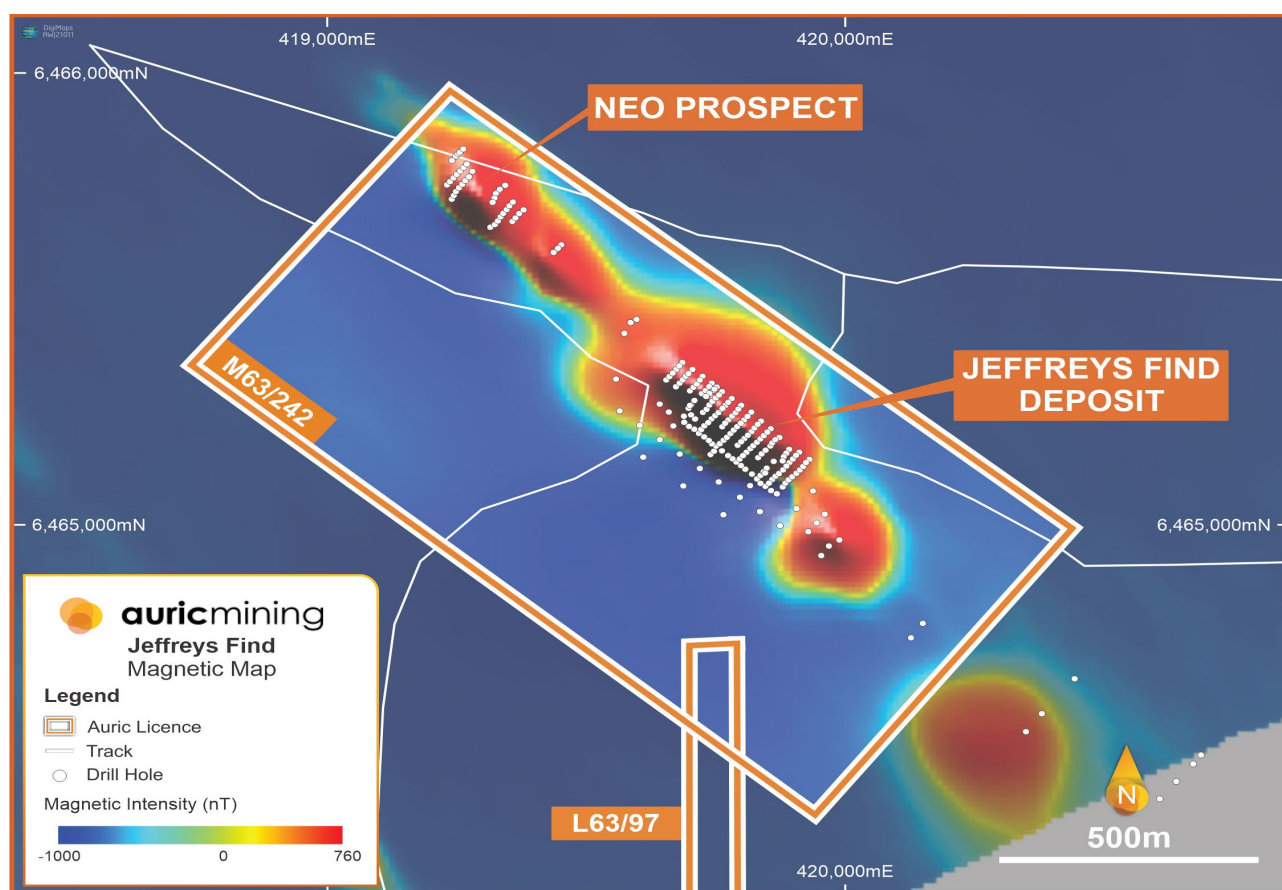 DigiMaps
RWJ21011
419,000mE
420,000mE
6,466,000mN
NEO PROSPECT
JEFFREYS FIND
DEPOSIT
M63/242
6,465,000mN
6,465,000mN
auricmining
Jeffreys Find
Magnetic Map
Legend
Auric Licence
Track
Drill Hole
Magnetic Intensity (nT)
-1000
0
760
L63/97
N
500m
420,000mE